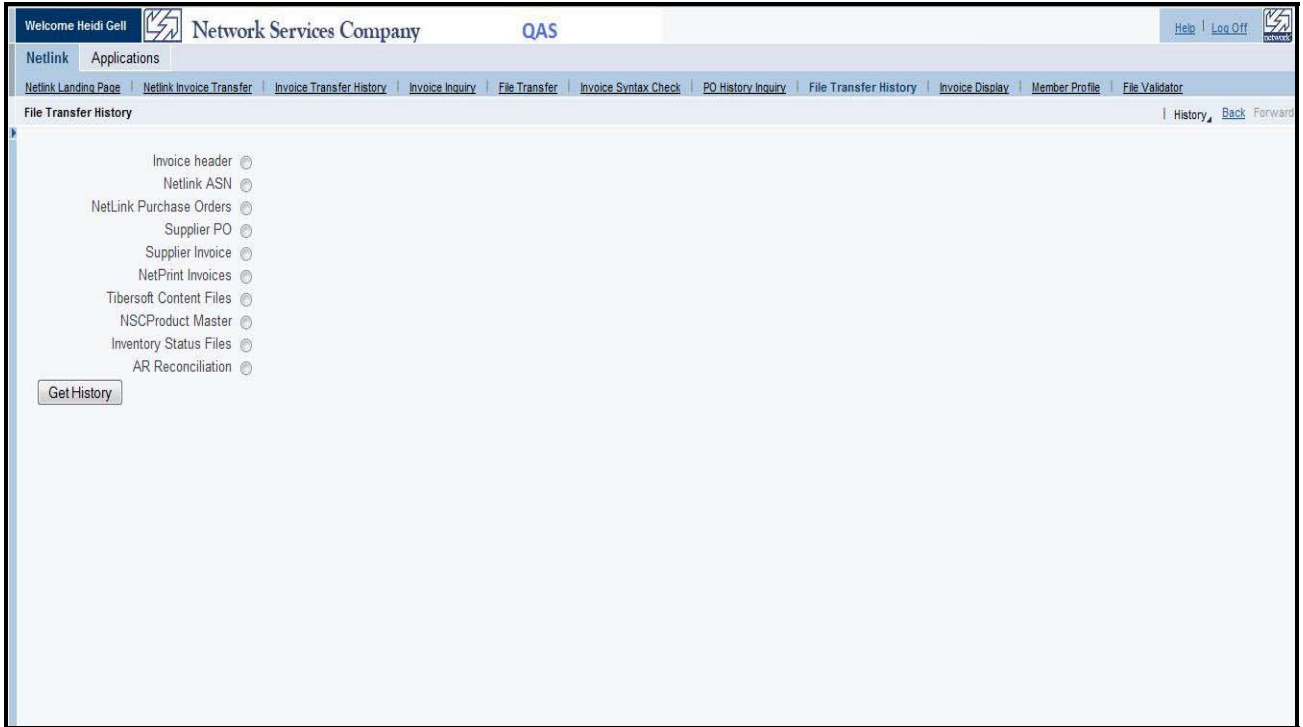 Welcome Heidi Gell Network Services Company QAS Help Log Off
network
Netlink Applications
Netlink Landing Page Netlink Invoice Transfer Invoice Transfer History Invoice Inquiry File Transfer Invoice Syntax Check PO History Inquiry File Transfer History Invoice Display Member Profile File Validator
File Transfer History History Back Forward
Invoice header
Netlink ASN
NetLink Purchase Orders
Supplier PO
Supplier Invoice
NetPrint Invoices
Tibersoft Content Files
NSCProduct Master
Inventory Status Files
AR Reconciliation
Get History